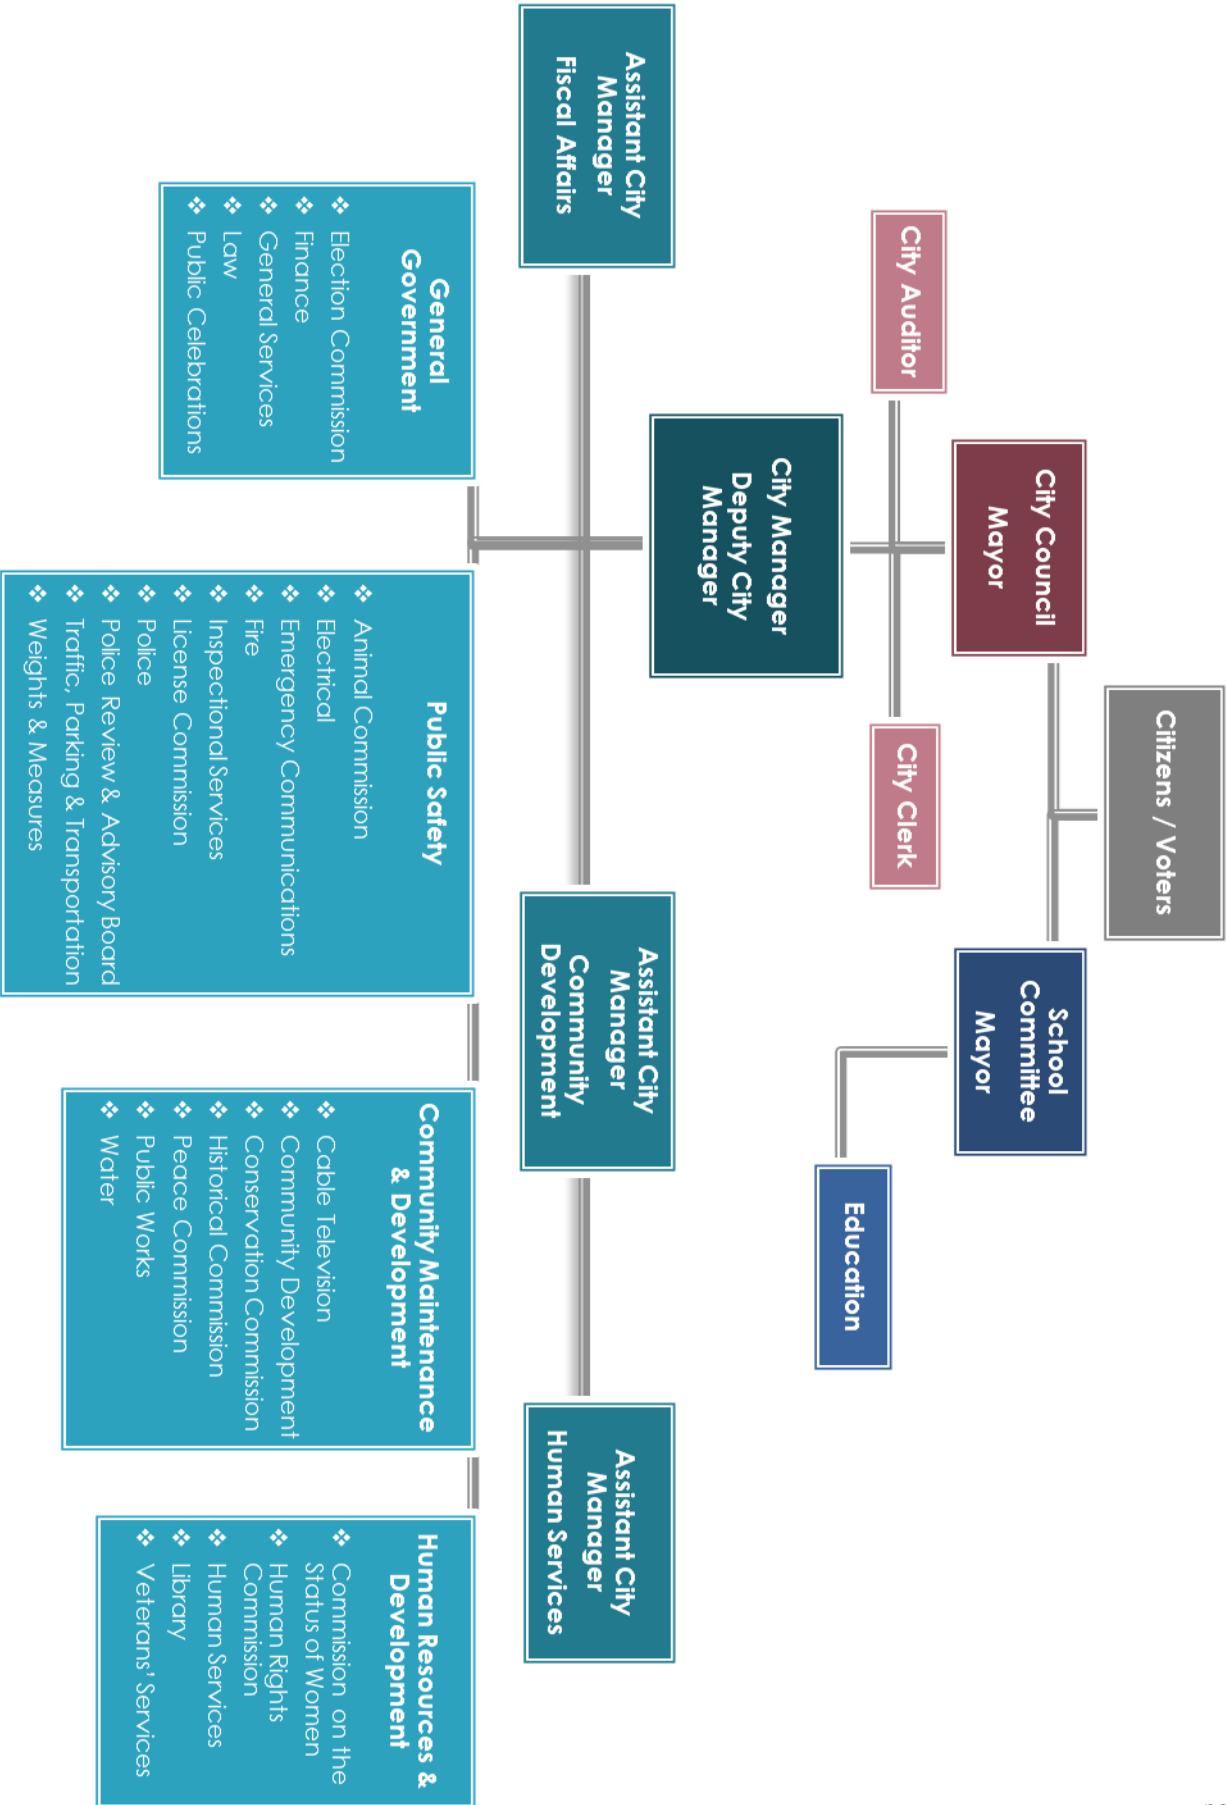 Citizens / Voters
City Council
Mayor
School
Committee
Mayor
City Auditor
City Clerk
Education
City Manager
Deputy City
Manager
Assistant City
Manager
Fiscal Affairs
Assistant City
Manager
Community
Development
Assistant City
Manager
Human Services
General
Government
❖ Election Commission
❖ Finance
❖ General Services
❖ Law
❖ Public Celebrations
Public Safety
❖ Animal Commission
❖ Electrical
❖ Emergency Communications
❖ Fire
❖ Inspectional Services
❖ License Commission
❖ Police
❖ Police Review & Advisory Board
❖ Traffic, Parking & Transportation
❖ Weights & Measures
Community Maintenance
& Development
❖ Cable Television
❖ Community Development
❖ Conservation Commission
❖ Historical Commission
❖ Peace Commission
❖ Public Works
❖ Water
Human Resources &
Development
❖ Commission on the
Status of Women
❖ Human Rights
Commission
❖ Human Services
❖ Library
❖ Veterans' Services